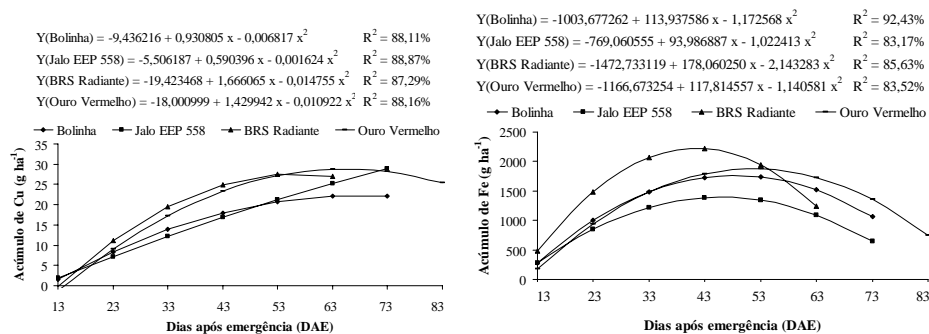 Y(Bolinha) = -9,436216 + 0,930805 x - 0,006817 x² R² = 88,11%
Y(Jalo EEP 558) = -5,506187 + 0,590396 x - 0,001624 x² R² = 88,87%
Y(BRS Radiante) = -19,423468 + 1,666065 x - 0,014755 x² R² = 87,29%
Y(Ouro Vermelho) = -18,000999 + 1,429942 x - 0,010922 x² R² = 88,16%
Bolinha Jalo EEP 558 BRS Radiante Ouro Vermelho
Acúmulo de Cu (g ha⁻¹)
35
30
25
20
15
10
5
0
13 23 33 43 53 63 73 83
Dias após emergência (DAE)
Y(Bolinha) = -1003,677262 + 113,937586 x - 1,172568 x² R² = 92,43%
Y(Jalo EEP 558) = -769,060555 + 93,986887 x - 1,022413 x² R² = 83,17%
Y(BRS Radiante) = -1472,733119 + 178,060250 x - 2,143283 x² R² = 85,63%
Y(Ouro Vermelho) = -1166,673254 + 117,814557 x - 1,140581 x² R² = 83,52%
Bolinha Jalo EEP 558 BRS Radiante Ouro Vermelho
Acúmulo de Fe (g ha⁻¹)
2500
2000
1500
1000
500
0
13 23 33 43 53 63 73 83
Dias após emergência (DAE)